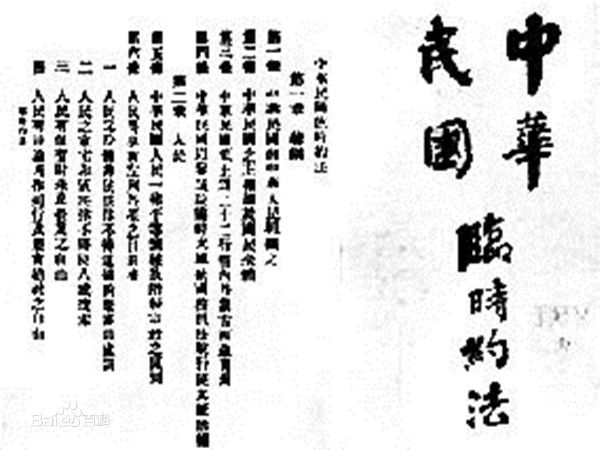 中華
民國
臨時約法
中華民國臨時約法
第一章 總綱
第一條 中華民國由中華人民組織之
第二條 中華民國之主權屬於國民全體
第三條 中華民國領土為二十二行省內外蒙古西藏青海
第四條 中華民國以參議院臨時大總統國務員法院行使其統治權
第二章 人民
第五條 中華民國人民一律平等無種族階級宗教之區別
第六條 人民得享有左列各項之自由權
一 人民之身體非依法律不得逮捕拘禁審問處罰
二 人民之家宅非依法律不得侵入或搜索
三 人民有保有財產及營業之自由
四 人民有言論著作刊行及集會結社之自由
Bai百科